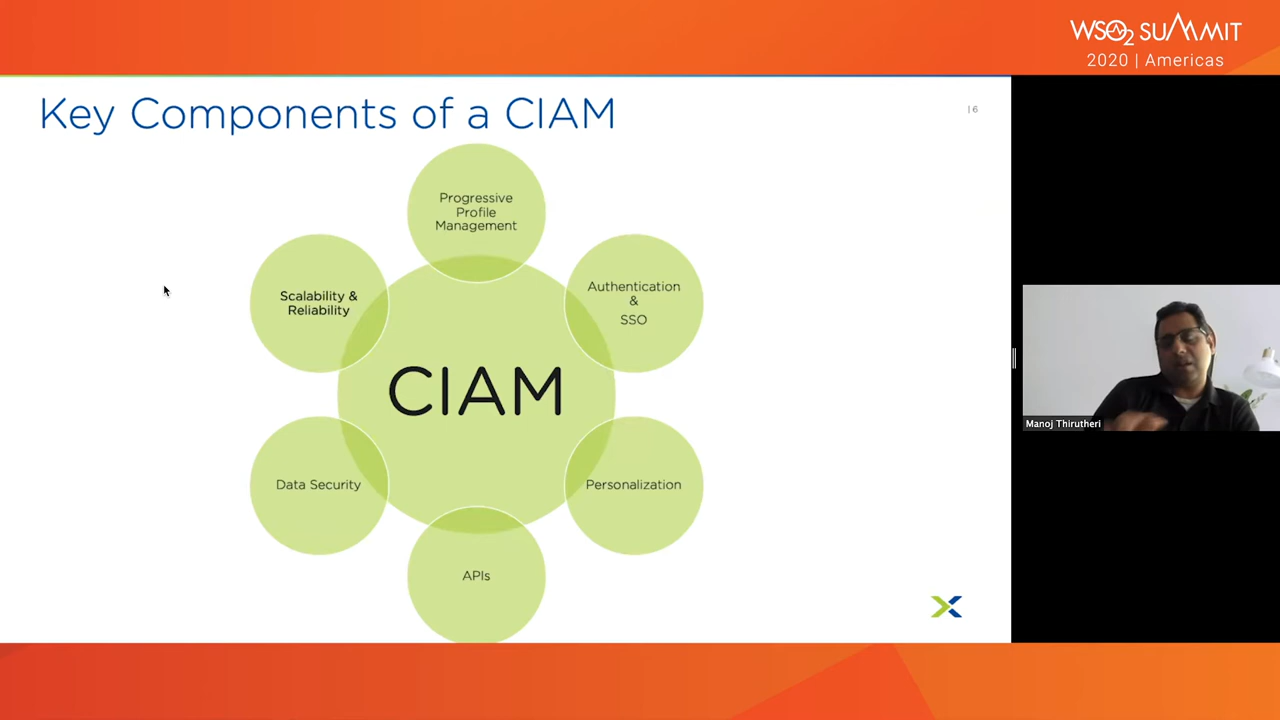 WSO2 SUMMIT
2020 | Americas
Key Components of a CIAM
16
Progressive
Profile
Management
Scalability &
Reliability
Authentication
&
SSO
CIAM
Data Security
Personalization
APIs
Manoj Thirutheri